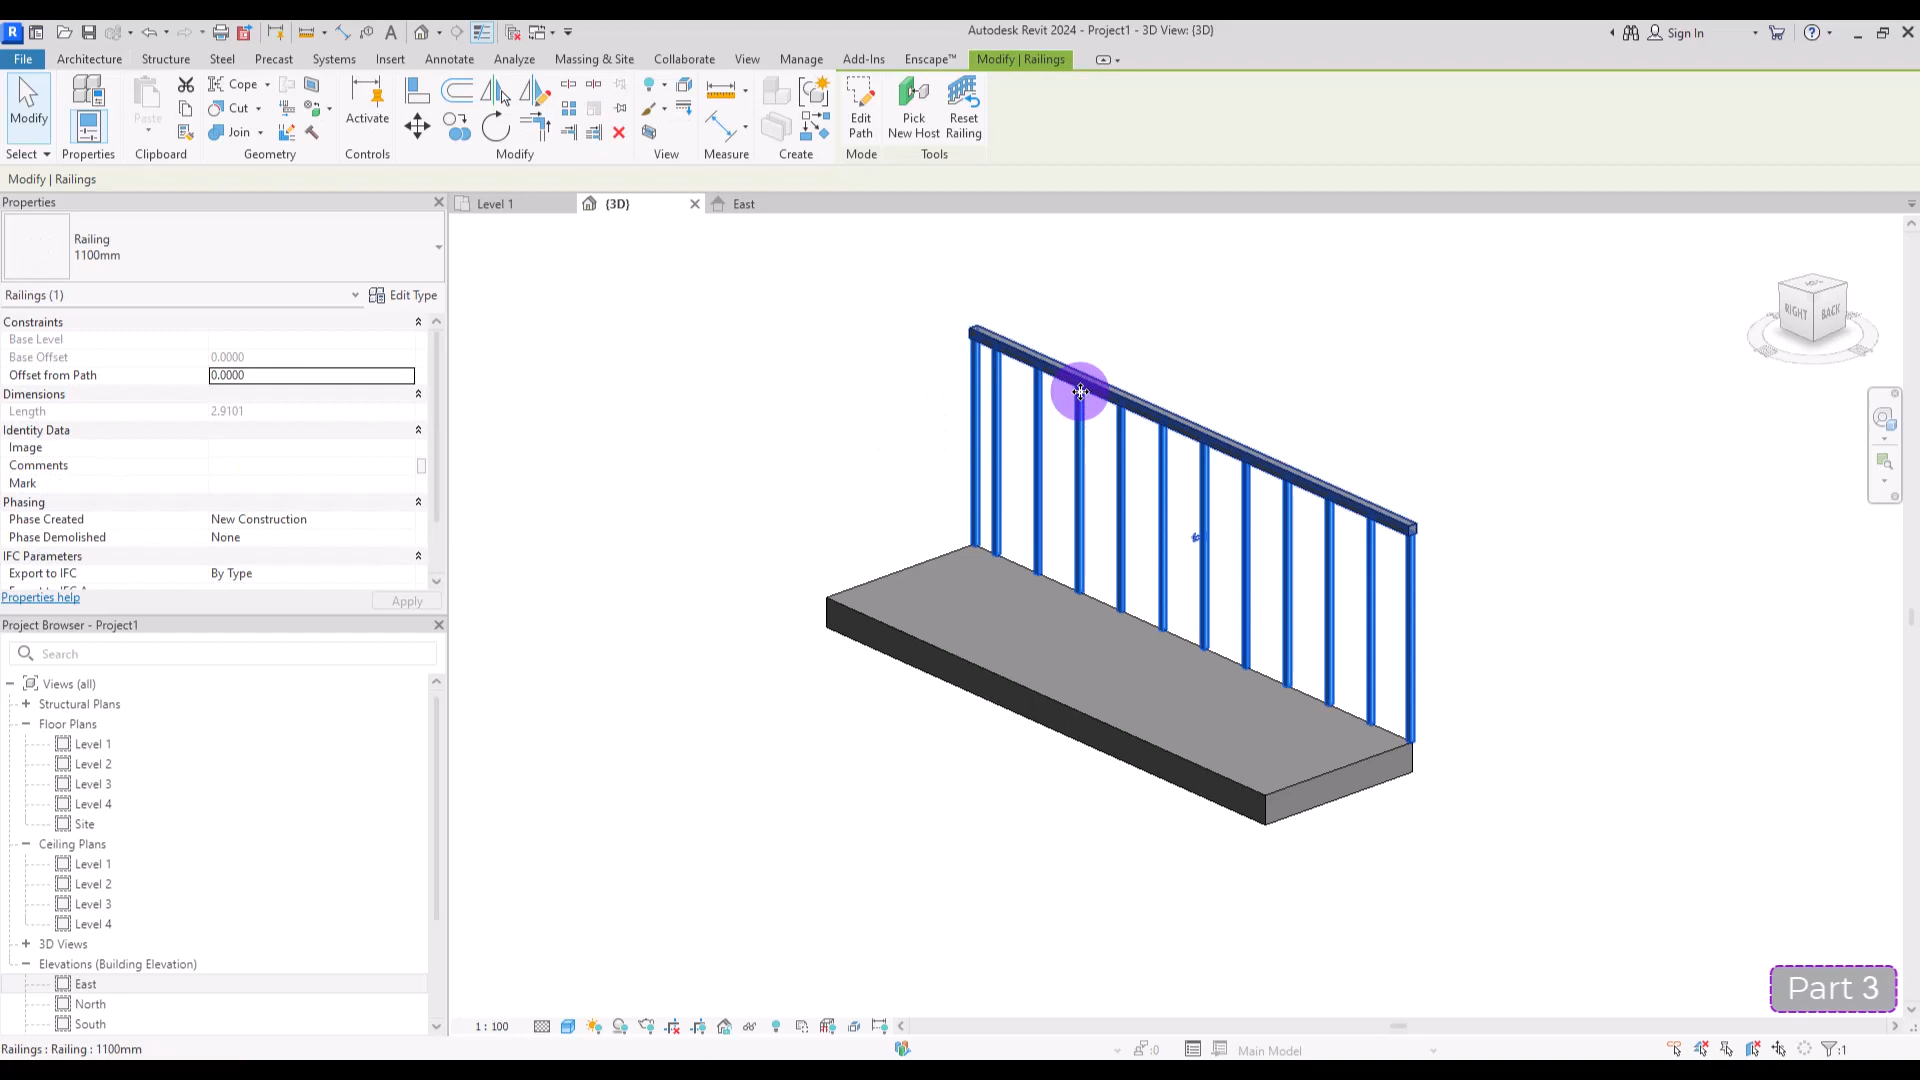 Autodesk Revit 2024 - Project1 - 3D View: {3D}
Sign In
File Architecture Structure Steel Precast Systems Insert Annotate Analyze Massing & Site Collaborate View Manage Add-Ins Enscape™ Modify | Railings
Modify
Select
Properties
Paste
Clipboard
Cope
Cut
Join
Geometry
Activate
Controls
Modify
View
Measure
Create
Edit Path
Mode
Pick New Host
Reset Railing
Tools
Modify | Railings
Properties
Level 1
{3D}
East
Railing
1100mm
Railings (1)
Edit Type
Constraints
Base Level
Base Offset 0.0000
Offset from Path 0.0000
Dimensions
Length 2.9101
Identity Data
Image
Comments
Mark
Phasing
Phase Created New Construction
Phase Demolished None
IFC Parameters
Export to IFC By Type
Properties help
Apply
Project Browser - Project1
Search
Views (all)
Structural Plans
Floor Plans
Level 1
Level 2
Level 3
Level 4
Site
Ceiling Plans
Level 1
Level 2
Level 3
Level 4
3D Views
Elevations (Building Elevation)
East
North
South
RIGHT
BACK
Part 3
1 : 100
Railings : Railing : 1100mm
:0
Main Model
:1